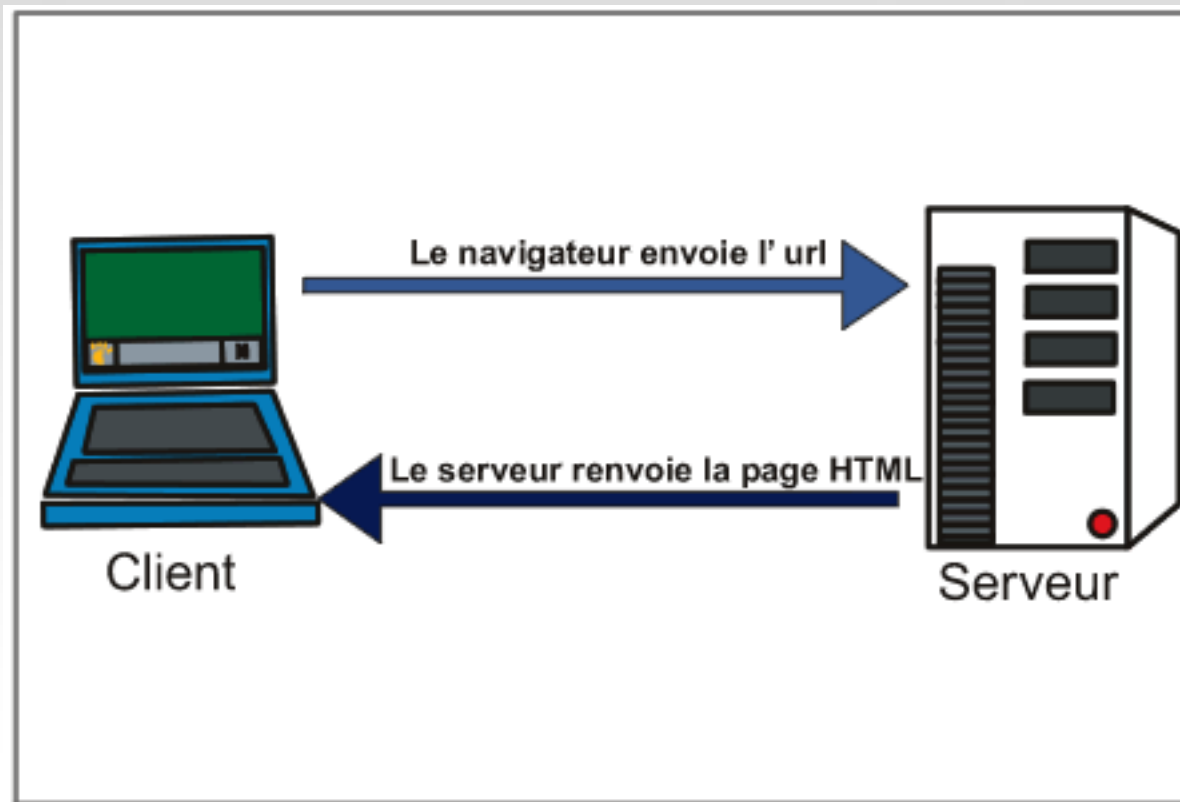 Le navigateur envoie l' url
Le serveur renvoie la page HTML
Client
Serveur